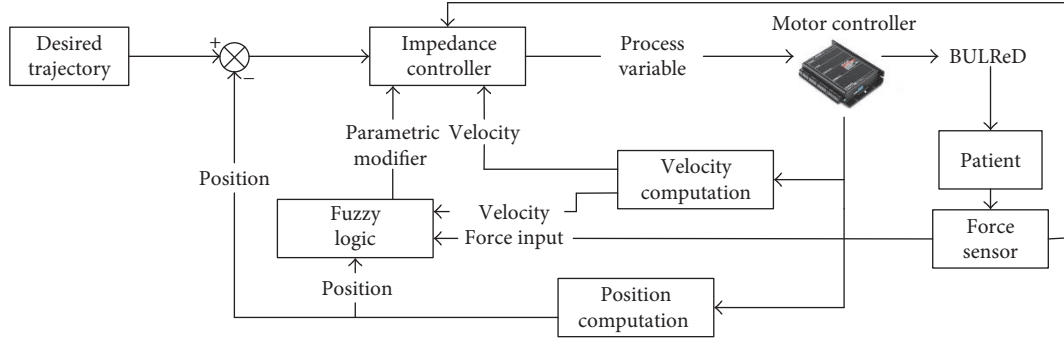 Motor controller
Desired
trajectory
+
−
Impedance
controller
Process
variable
BULReD
Parametric
modifier
Velocity
Position
Velocity
computation
Patient
Fuzzy
logic
Velocity
Force input
Force
sensor
Position
Position
computation